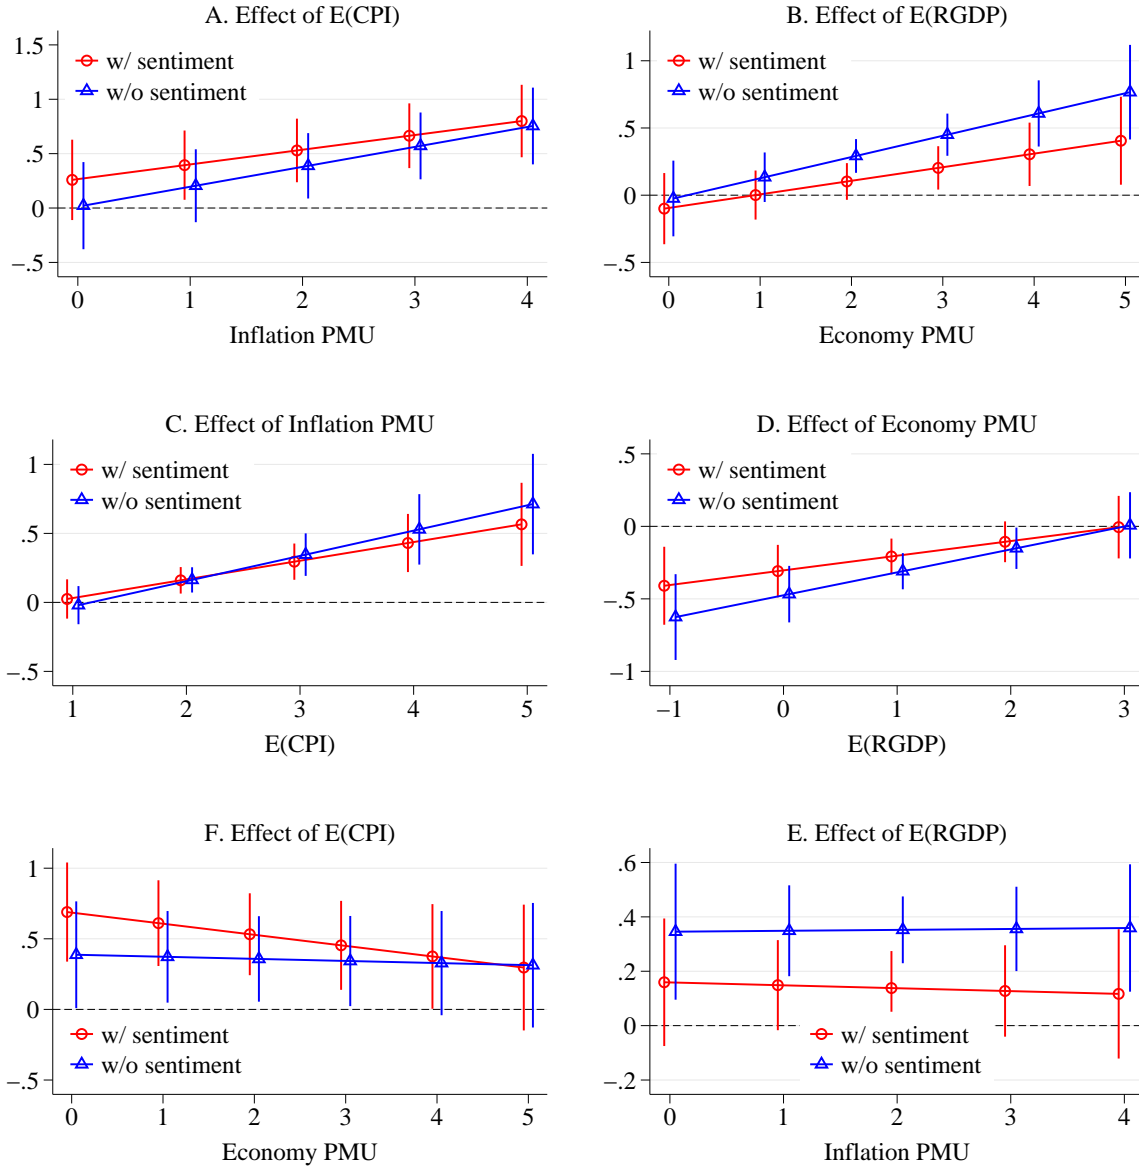 A. Effect of E(CPI)
1.5
1
.5
0
−.5
w/ sentiment
w/o sentiment
0 1 2 3 4
Inflation PMU
B. Effect of E(RGDP)
1
.5
0
−.5
w/ sentiment
w/o sentiment
0 1 2 3 4 5
Economy PMU
C. Effect of Inflation PMU
1
.5
0
−.5
w/ sentiment
w/o sentiment
1 2 3 4 5
E(CPI)
D. Effect of Economy PMU
.5
0
−.5
−1
w/ sentiment
w/o sentiment
−1 0 1 2 3
E(RGDP)
F. Effect of E(CPI)
1
.5
0
−.5
w/ sentiment
w/o sentiment
0 1 2 3 4 5
Economy PMU
E. Effect of E(RGDP)
.6
.4
.2
0
−.2
w/ sentiment
w/o sentiment
0 1 2 3 4
Inflation PMU